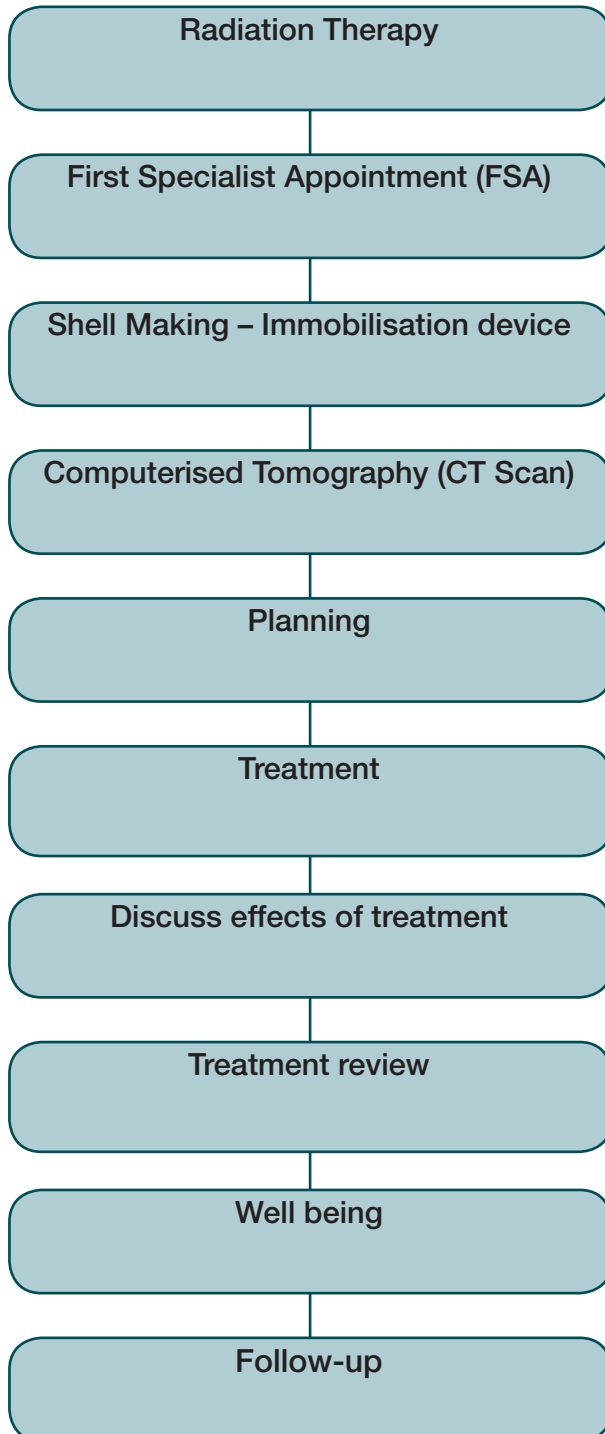 Radiation Therapy
First Specialist Appointment (FSA)
Shell Making – Immobilisation device
Computerised Tomography (CT Scan)
Planning
Treatment
Discuss effects of treatment
Treatment review
Well being
Follow-up